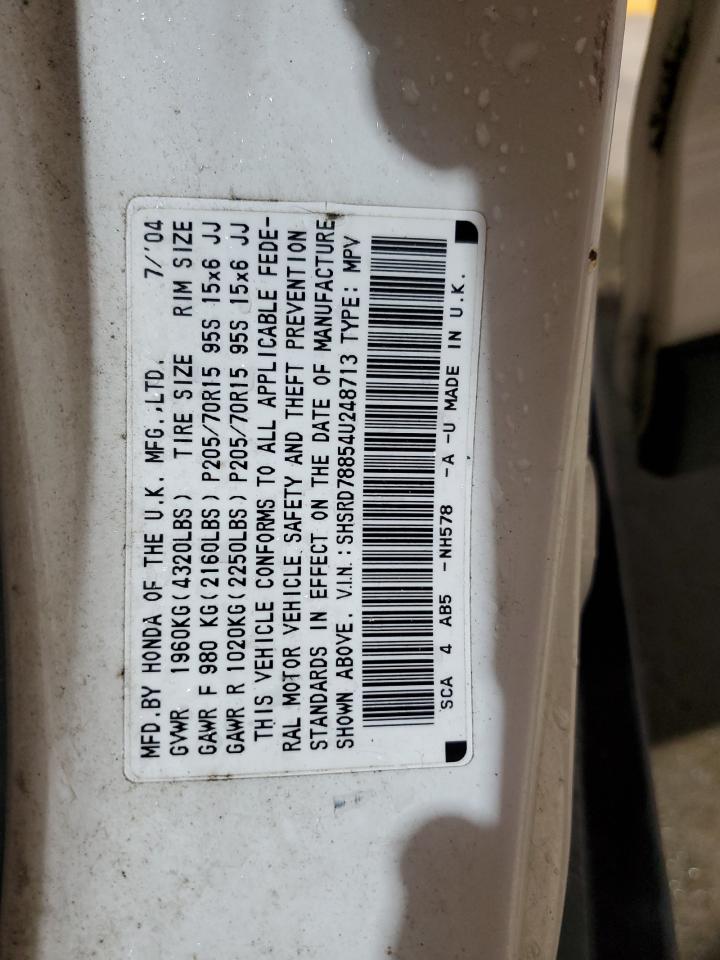 MFD.BY HONDA OF THE U.K. MFG.,LTD. 7/'04
GVWR 1960KG(4320LBS) TIRE SIZE RIM SIZE
GAWR F 980 KG(2160LBS) P205/70R15 95S 15x6 JJ
GAWR R 1020KG(2250LBS) P205/70R15 95S 15x6 JJ
THIS VEHICLE CONFORMS TO ALL APPLICABLE FEDE-
RAL MOTOR VEHICLE SAFETY AND THEFT PREVENTION
STANDARDS IN EFFECT ON THE DATE OF MANUFACTURE
SHOWN ABOVE. V.I.N.:SHSRD78854U248713 TYPE: MPV
SCA 4 AB5 -NH578 -A -U MADE IN U.K.